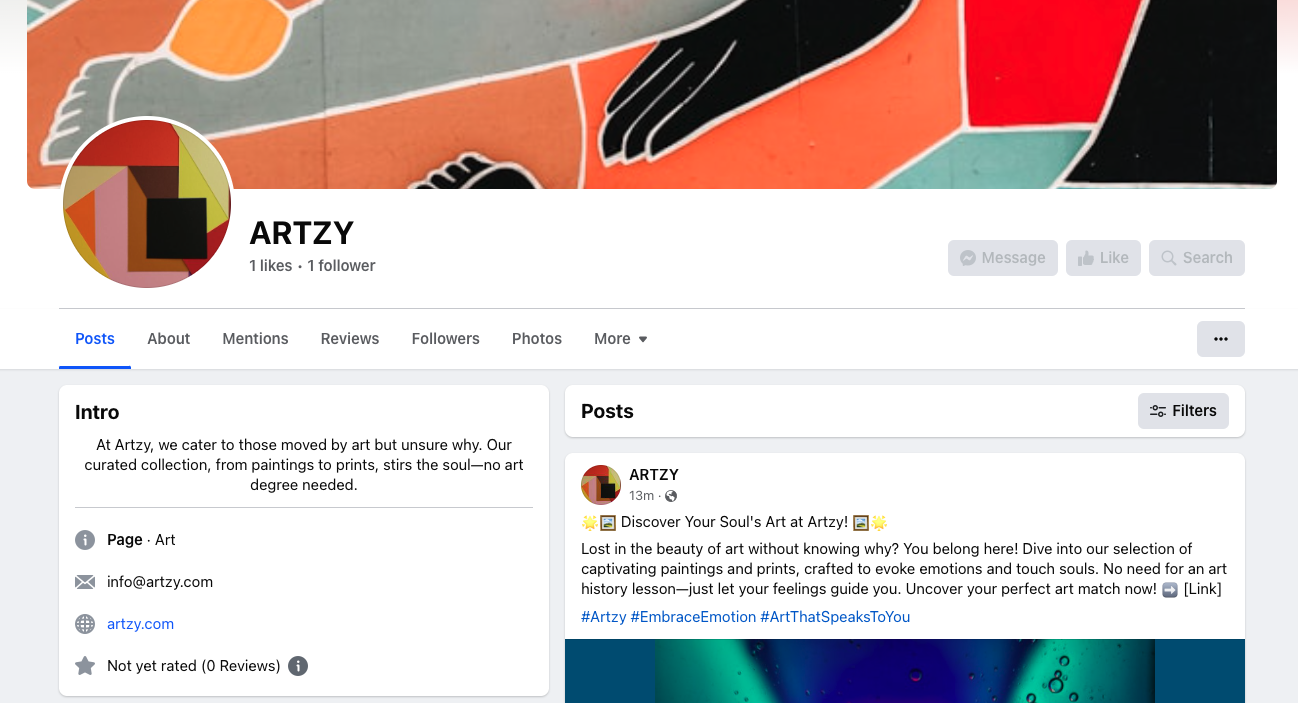 ARTZY
1 likes • 1 follower
Message
Like
Search
Posts
About
Mentions
Reviews
Followers
Photos
More
Intro
At Artzy, we cater to those moved by art but unsure why. Our
curated collection, from paintings to prints, stirs the soul—no art
degree needed.
Page · Art
info@artzy.com
artzy.com
Not yet rated (0 Reviews)
Posts
Filters
ARTZY
13m ·
🌟🖼️ Discover Your Soul's Art at Artzy! 🖼️🌟
Lost in the beauty of art without knowing why? You belong here! Dive into our selection of
captivating paintings and prints, crafted to evoke emotions and touch souls. No need for an art
history lesson—just let your feelings guide you. Uncover your perfect art match now! ➡️ [Link]
#Artzy #EmbraceEmotion #ArtThatSpeaksToYou